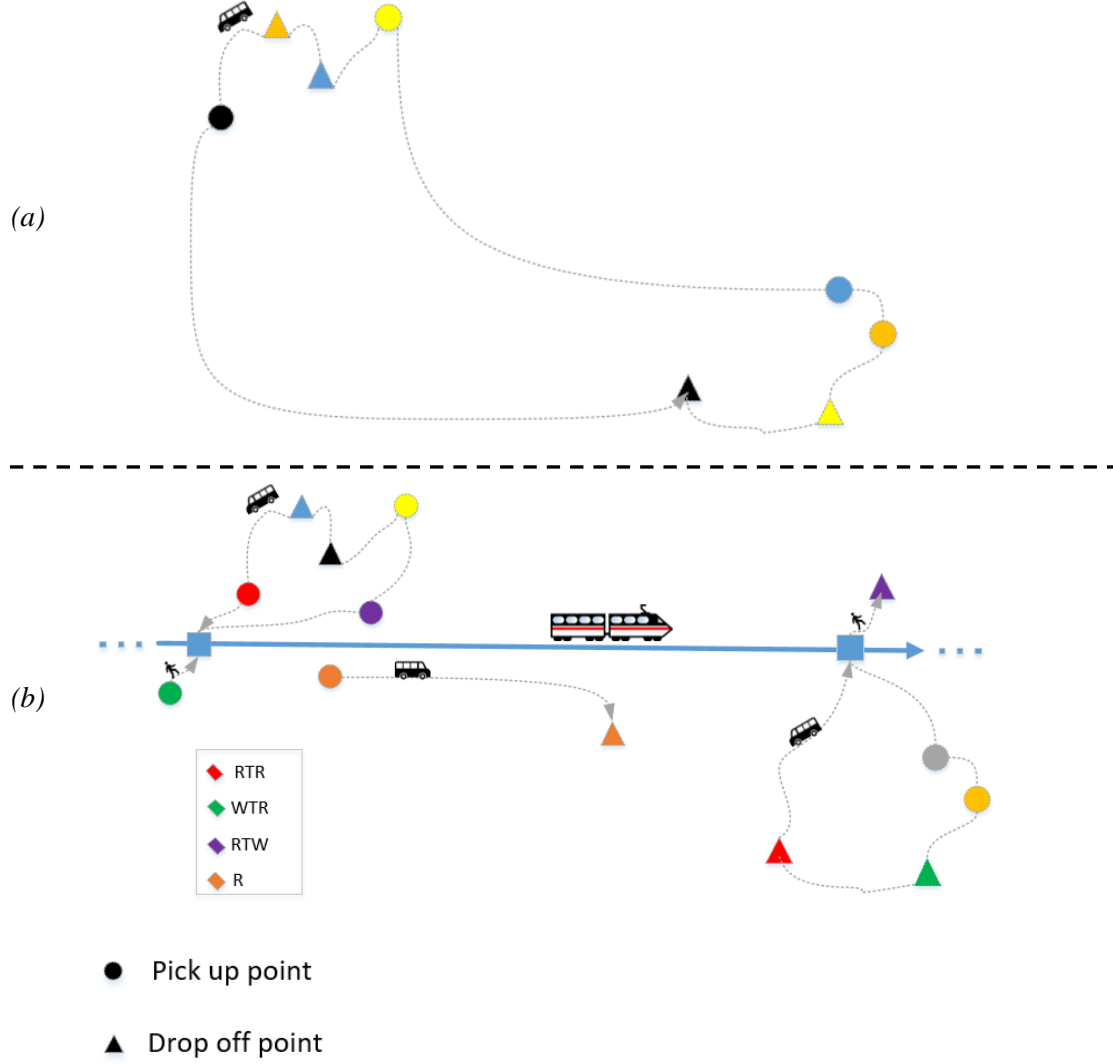 (a)
(b)
RTR
WTR
RTW
R
Pick up point
Drop off point